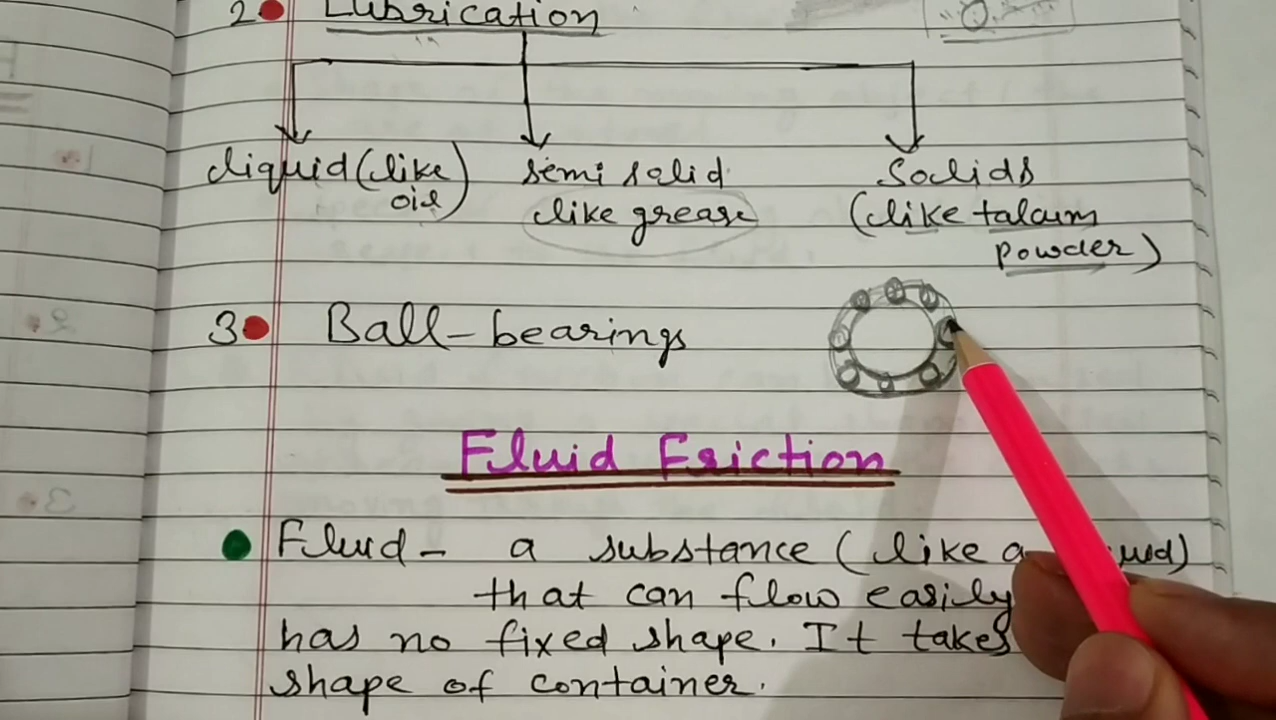 2 Lubrication
liquid (like semi solid Solids
oil) like grease (like talcum
powder)
3 Ball-bearings
Fluid Friction
Fluid - a substance (like a
that can flow easily
has no fixed shape. It takes
shape of container.